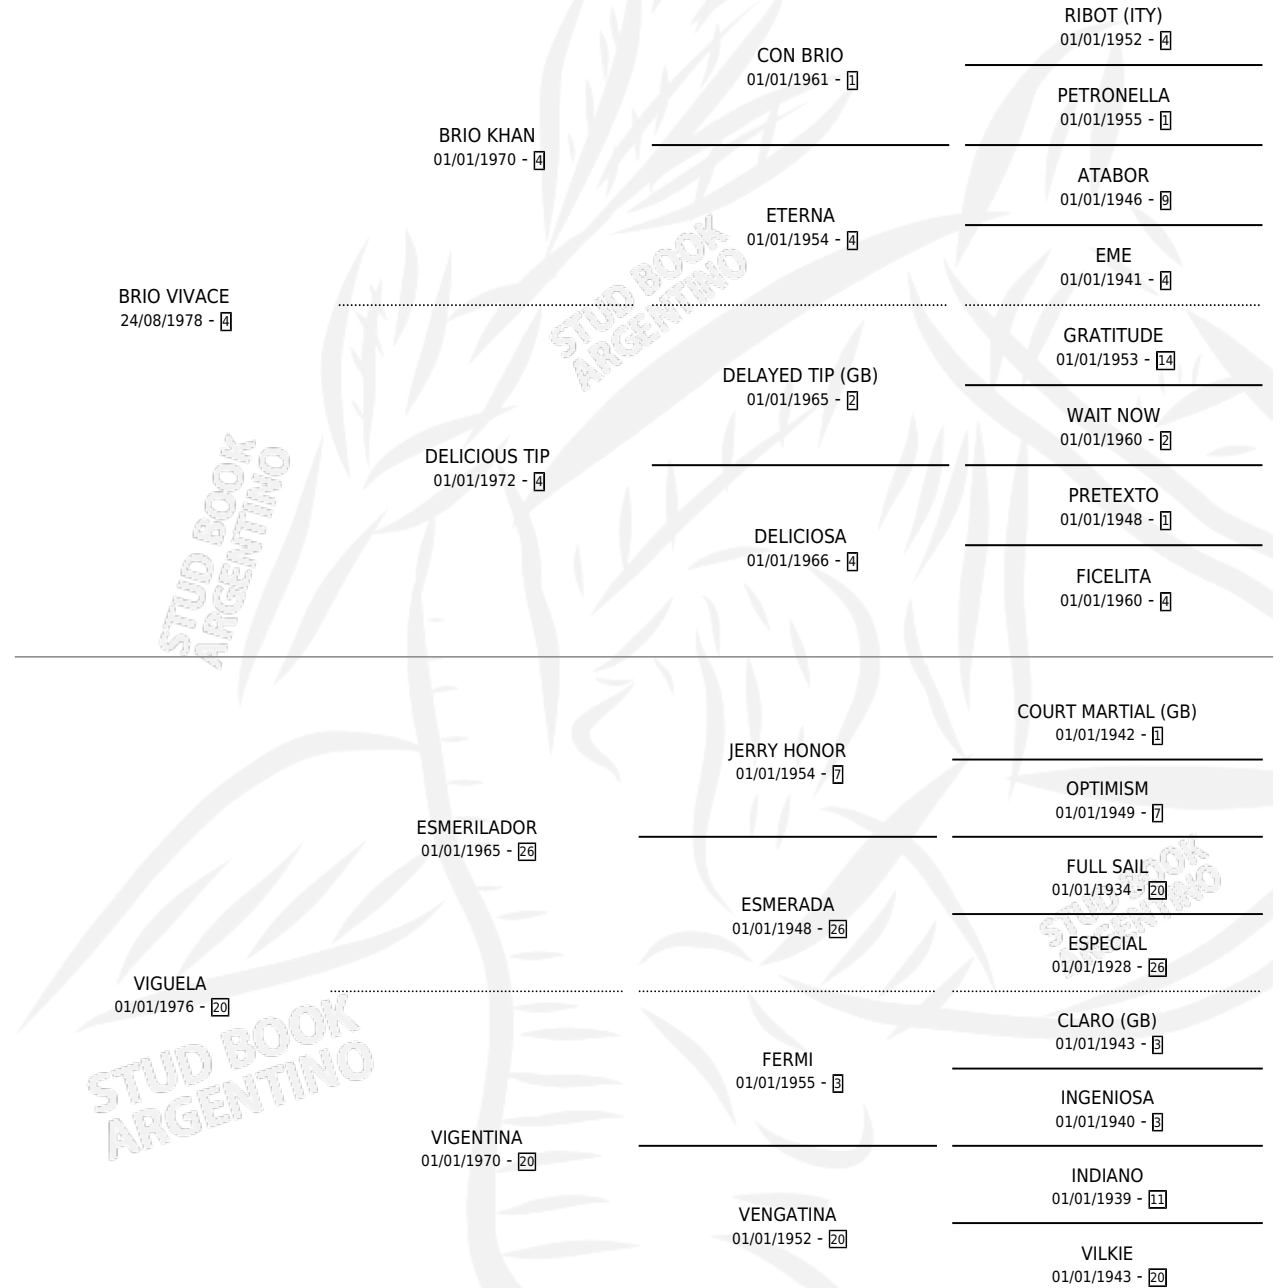 RIBOT (ITY)
01/01/1952 - 4
CON BRIO
01/01/1961 - 1
PETRONELLA
01/01/1955 - 1
BRIO KHAN
01/01/1970 - 4
ATABOR
01/01/1946 - 9
ETERNA
01/01/1954 - 4
EME
01/01/1941 - 4
BRIO VIVACE
24/08/1978 - 4
GRATITUDE
01/01/1953 - 14
DELAYED TIP (GB)
01/01/1965 - 2
WAIT NOW
01/01/1960 - 2
DELICIOUS TIP
01/01/1972 - 4
PRETEXTO
01/01/1948 - 1
DELICIOSA
01/01/1966 - 4
FICELITA
01/01/1960 - 4
STUD BOOK
ARGENTINO
STUD BOOK
ARGENTINO
COURT MARTIAL (GB)
01/01/1942 - 1
JERRY HONOR
01/01/1954 - 7
OPTIMISM
01/01/1949 - 7
ESMERILADOR
01/01/1965 - 26
FULL SAIL
01/01/1934 - 20
ESMERADA
01/01/1948 - 26
ESPECIAL
01/01/1928 - 26
STUD BOOK
ARGENTINO
VIGUELA
01/01/1976 - 20
CLARO (GB)
01/01/1943 - 3
FERMI
01/01/1955 - 3
INGENIOSA
01/01/1940 - 3
STUD BOOK
ARGENTINO
VIGENTINA
01/01/1970 - 20
INDIANO
01/01/1939 - 11
VENGATINA
01/01/1952 - 20
VILKIE
01/01/1943 - 20